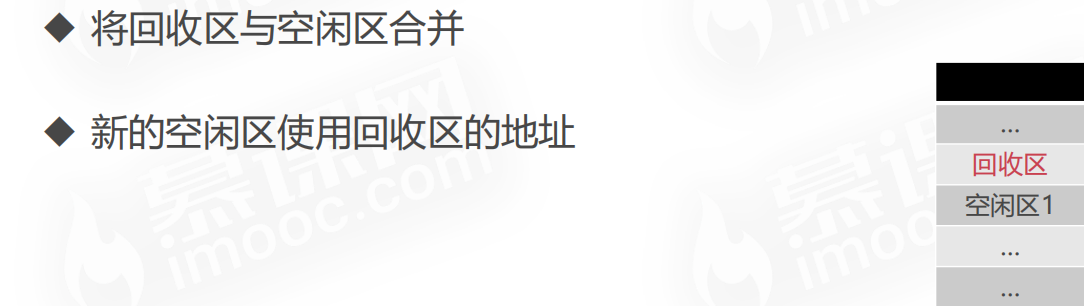 ◆ 将回收区与空闲区合并
◆ 新的空闲区使用回收区的地址
...
回收区
空闲区1
...
...
慕课网
imooc.com
慕课网
imooc